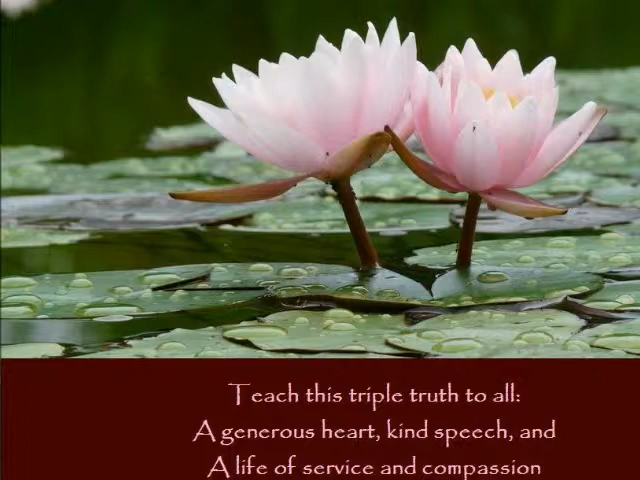 Teach this triple truth to all:
A generous heart, kind speech, and
A life of service and compassion